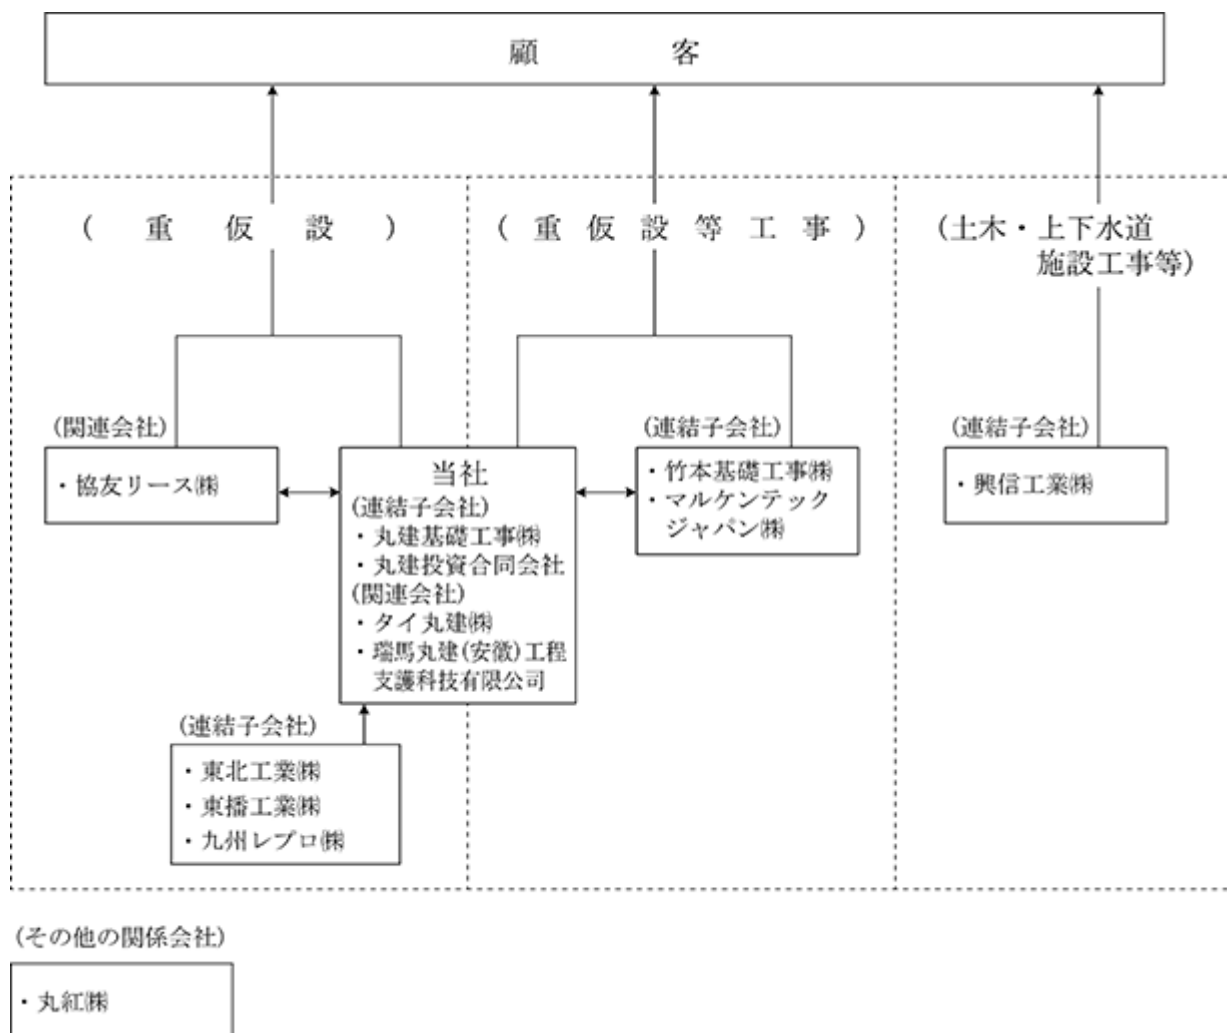 顧客
(重仮設)
(重仮設等工事)
(土木・上下水道
施設工事等)
(関連会社)
・協友リース㈱
当社
(連結子会社)
・丸建基礎工事㈱
・丸建投資合同会社
(関連会社)
・タイ丸建㈱
・瑞馬丸建(安徽)工程
支護科技有限公司
(連結子会社)
・竹本基礎工事㈱
・マルケンテック
ジャパン㈱
(連結子会社)
・興信工業㈱
(連結子会社)
・東北工業㈱
・東播工業㈱
・九州レプロ㈱
(その他の関係会社)
・丸紅㈱